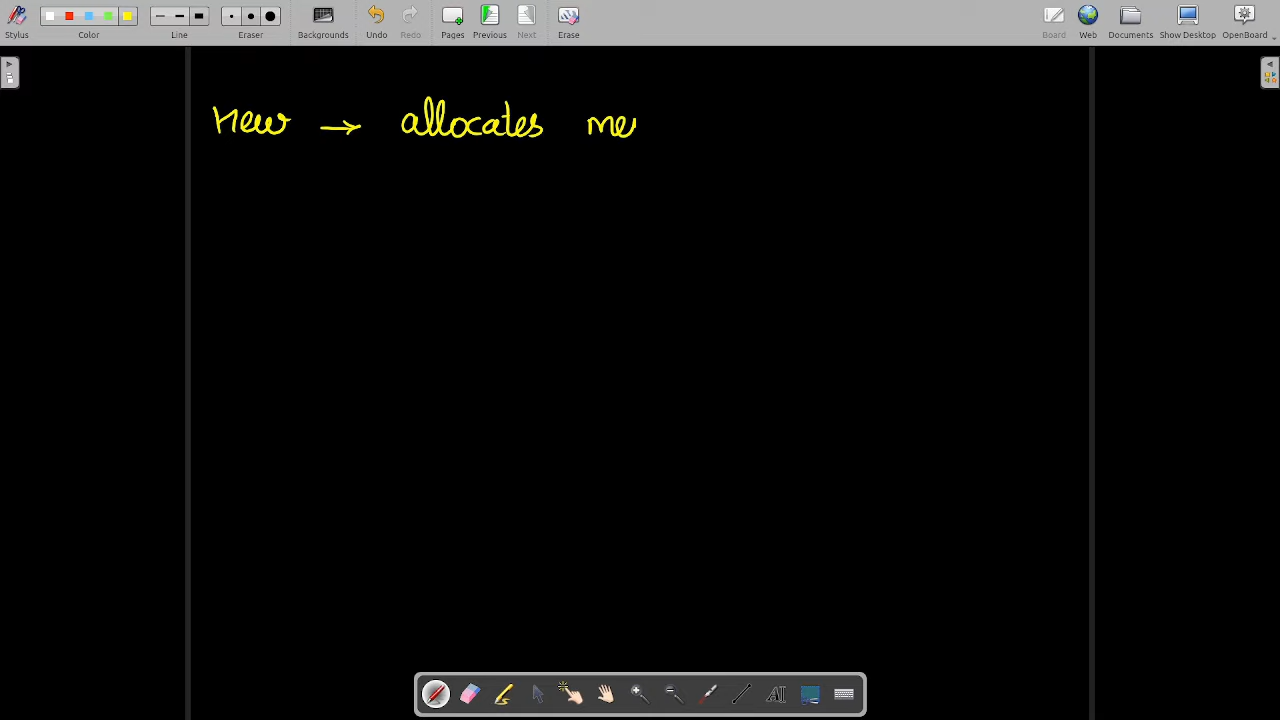 Stylus Color Line Eraser Backgrounds Undo Redo Pages Previous Next Erase Board Web Documents Show Desktop OpenBoard
new → allocates me
AI